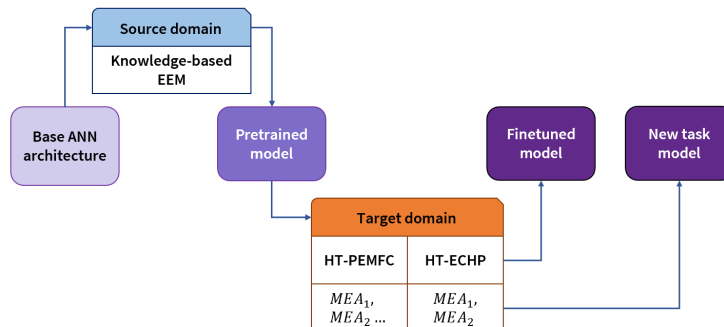 Source domain
Knowledge-based
EEM
Base ANN
architecture
Pretrained
model
Finetuned
model
New task
model
Target domain
HT-PEMFC
HT-ECHP
MEA₁,
MEA₂ ...
MEA₁,
MEA₂